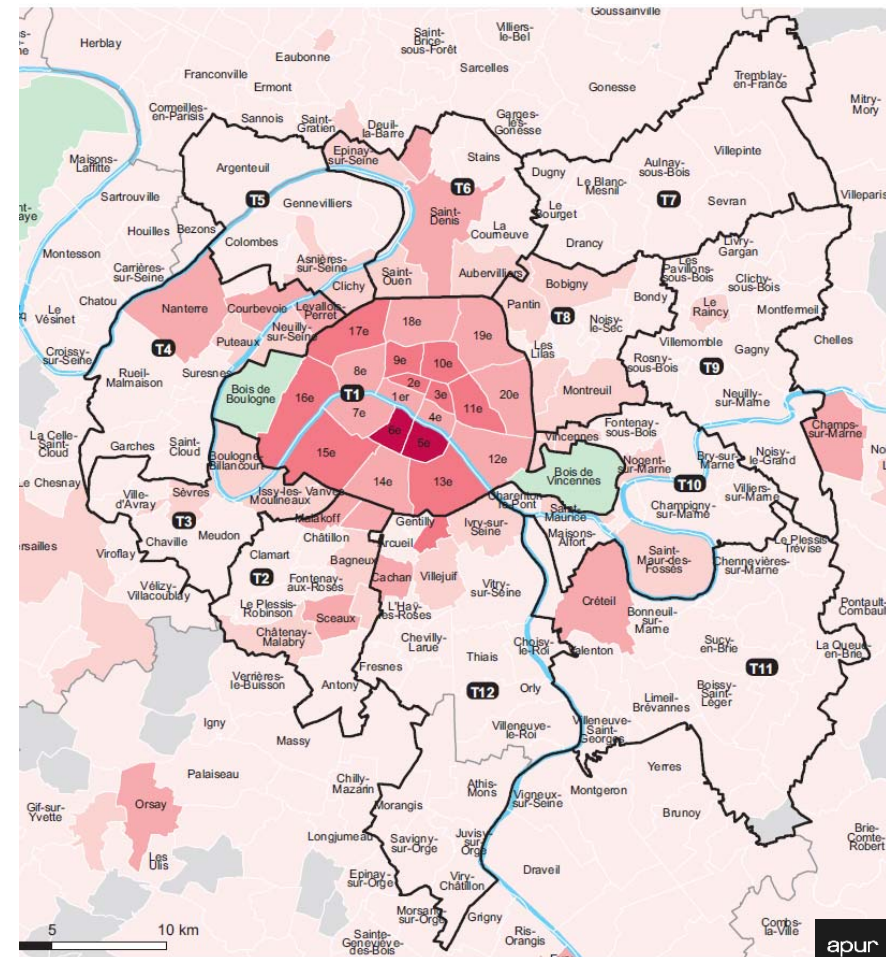 Goussainville
Herblay
Saint-
Brice-
sous-Forêt
Villiers-
le-Bel
Eaubonne
Franconville
Sarcelles
Ermont
Gonesse
Tremblay-
en-France
Mitry-
Mory
Cormeilles-
en-Parisis
Sannois
Saint-
Gratien
Deuil-
la-Barre
Garges-
lès-
Gonesse
Epinay-
sur-Seine
Stains
Maisons-
Laffitte
Argenteuil
T5
T6
Dugny
Le Blanc-
Mesnil
Aulnay-
sous-Bois
Villepinte
Sartrouville
Gennevilliers
Saint-
Denis
La
Courneuve
Le
Bourget
T7
Sevran
Villeparis
Houilles
Bezons
Colombes
Drancy
Montesson
Carrières-
sur-Seine
Asnières-
sur-Seine
Saint-
Ouen
Aubervilliers
Livry-
Gargan
Les
Pavillons-
sous-Bois
Clichy-
sous-Bois
Clichy
Bobigny
Bondy
Le
Vésinet
Chatou
Nanterre
Courbevoie
Levallois-
Perret
Pantin
T8
Noisy-
le-Sec
Le
Raincy
Montfermeil
Croissy-
sur-Seine
T4
Puteaux
Neuilly-
sur-Seine
17e
18e
19e
Les
Lilas
Villemomble
Gagny
Chelles
Rosny-
sous-Bois
T9
Rueil-
Malmaison
Suresnes
Bois de
Boulogne
8e
9e
10e
2e
3e
T1
1er
11e
20e
Montreuil
Neuilly-
sur-Marne
16e
7e
4e
6e
5e
La Celle-
Saint-
Cloud
Garches
Saint-
Cloud
Boulogne-
Billancourt
15e
12e
Vincennes
Fontenay-
sous-Bois
Champs-
sur-Marne
Bois de
Vincennes
Nogent-
sur-Marne
Bry-
sur-
Marne
Noisy-
le-Grand
Le Chesnay
Ville-
d'Avray
Sèvres
Issy-les-
Moulineaux
Vanves
14e
13e
Charenton-
le-Pont
Saint-
Maurice
T10
Villiers-
sur-Marne
T3
Malakoff
Gentilly
Ivry-sur-
Seine
Champigny-
sur-Marne
Chaville
Meudon
Châtillon
Arcueil
Maisons-
Alfort
Viroflay
Clamart
Bagneux
Cachan
Villejuif
Saint-
Maur-des-
Fossés
Le Plessis-
Trévise
Chennevières-
sur-Marne
T2
Fontenay-
aux-Roses
Vitry-
sur-Seine
Vélizy-
Villacoublay
Le Plessis-
Robinson
Sceaux
L'Haÿ-
les-Roses
Créteil
Bonneuil-
sur-
Marne
Pontault-
Combault
Châtenay-
Malabry
Chevilly-
Larue
Choisy-
le-Roi
Valenton
Sucy-
en-Brie
La Queue-
en-Brie
Verrières-
le-Buisson
Antony
Fresnes
Thiais
Orly
Limeil-
Brévannes
Boissy-
Saint-
Léger
T11
T12
Igny
Massy
Villeneuve-
le-Roi
Villeneuve-
Saint-
Georges
Yerres
Palaiseau
Chilly-
Mazarin
Athis-
Mons
Vigneux-
sur-Seine
Montgeron
Brunoy
Gif-sur-
Yvette
Orsay
Morangis
Longjumeau
Savigny-
sur-Orge
Juvisy-
sur-
Orge
Brie-
Comte-
Robert
Les
Ulis
Epinay-
sur-Orge
Viry-
Châtillon
Draveil
Morsang-
sur-Orge
Grigny
Ris-
Orangis
Combs-
la-Ville
Sainte-
Geneviève-
des-Bois
5 10 km
apur